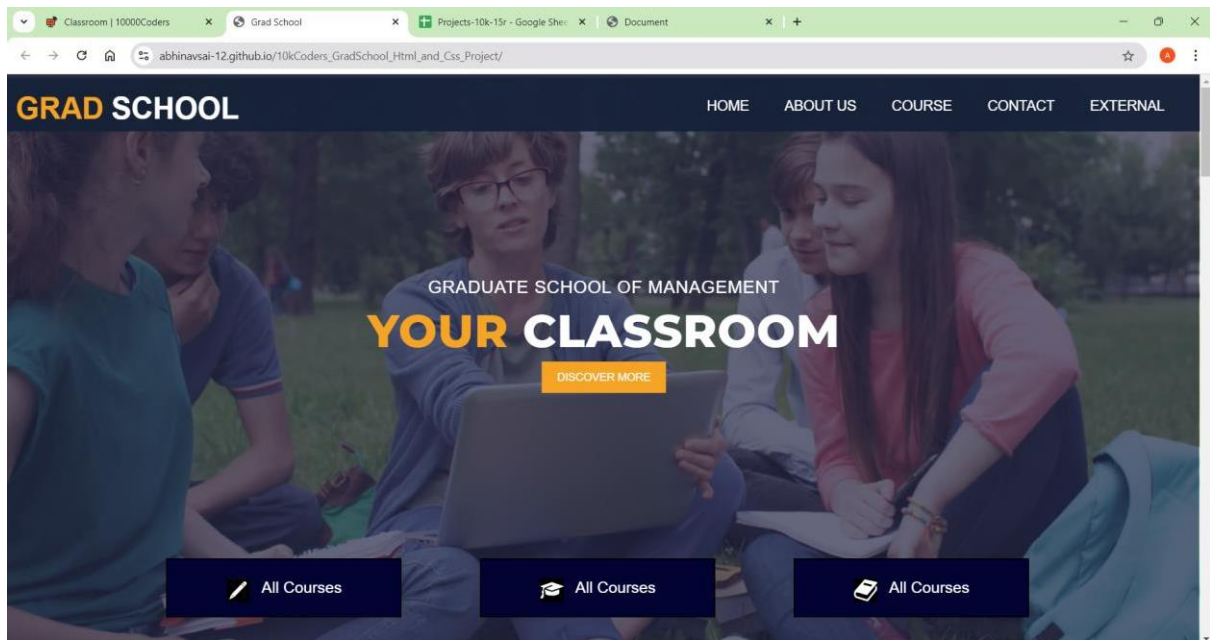 Classroom | 10000Coders
Grad School
Projects-10k-15r - Google Shee
Document
abhinavsai-12.github.io/10kCoders_GradSchool_Html_and_Css_Project/
A
GRAD SCHOOL
HOME ABOUT US COURSE CONTACT EXTERNAL
GRADUATE SCHOOL OF MANAGEMENT
YOUR CLASSROOM
DISCOVER MORE
All Courses
All Courses
All Courses